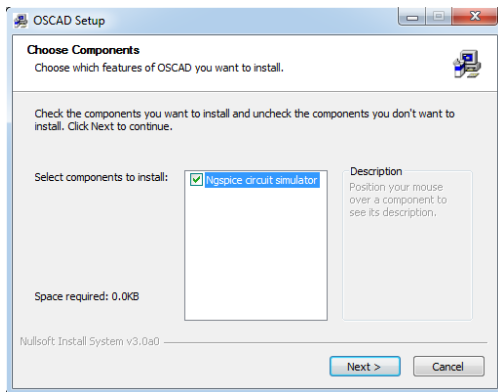 OSCAD Setup
Choose Components
Choose which features of OSCAD you want to install.
Check the components you want to install and uncheck the components you don't want to
install. Click Next to continue.
Select components to install:
Ngspice circuit simulator
Description
Position your mouse
over a component to
see its description.
Space required: 0.0KB
Nullsoft Install System v3.0a0
Next >
Cancel